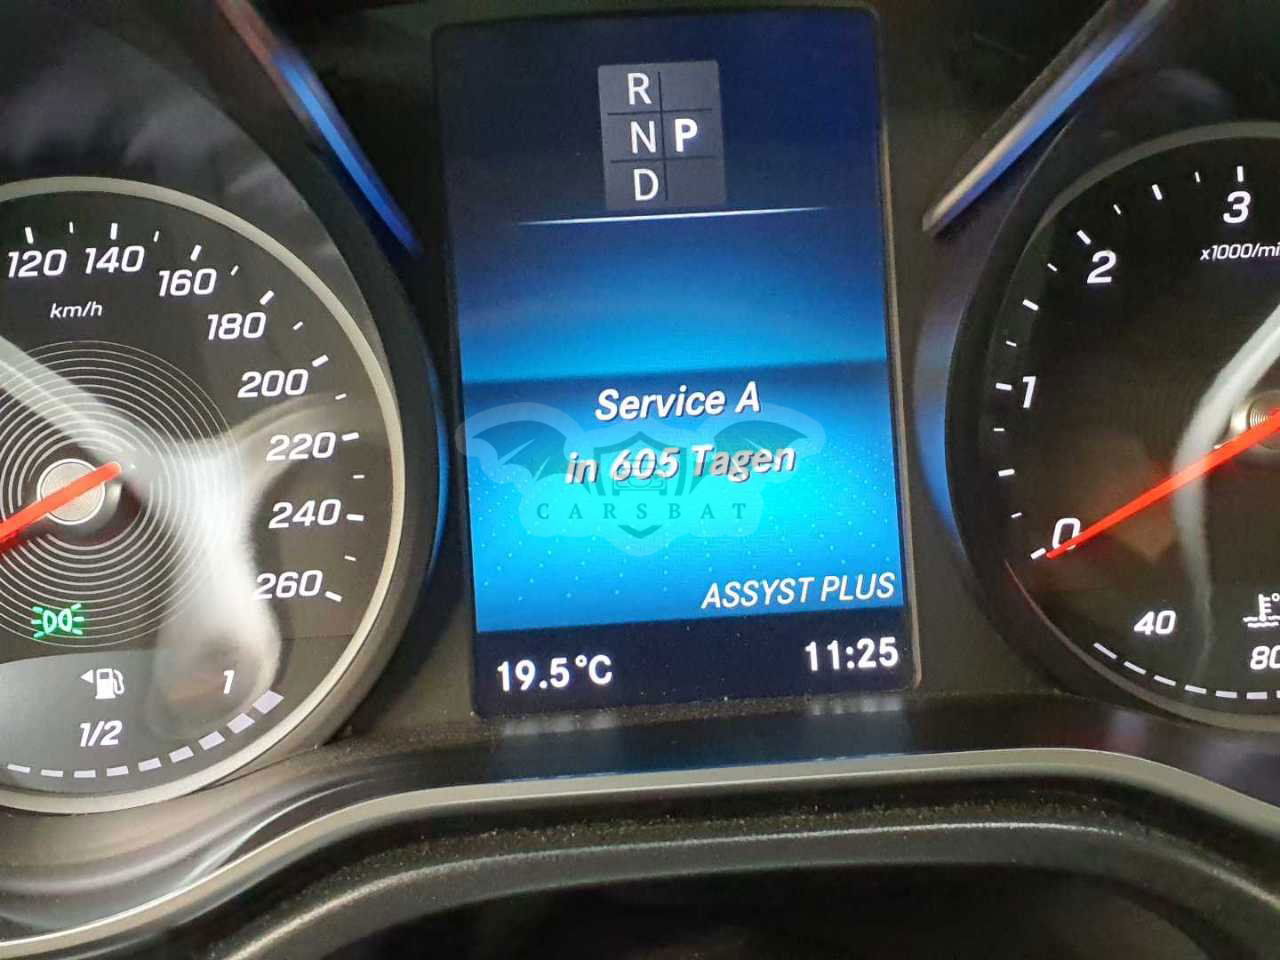 R
N P
D
120 140 160 180 200 220 240 260
km/h
1/2
1
Service A
in 605 Tagen
CARSBAT
ASSYST PLUS
19.5°C 11:25
0 1 2 3
x1000/mi
40
80